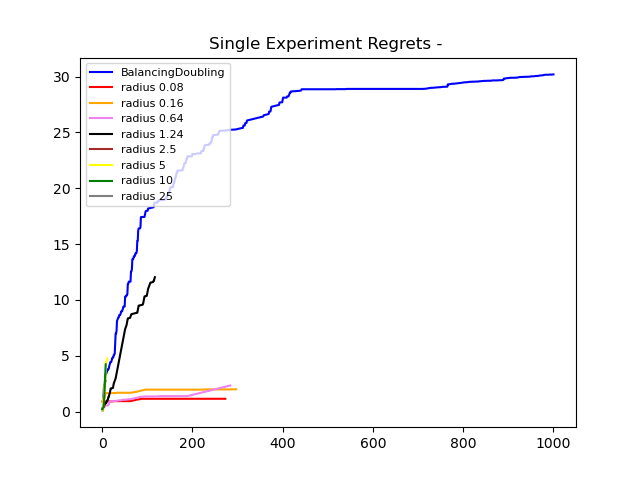 Single Experiment Regrets -
BalancingDoubling
radius 0.08
radius 0.16
radius 0.64
radius 1.24
radius 2.5
radius 5
radius 10
radius 25
30
25
20
15
10
5
0
0 200 400 600 800 1000